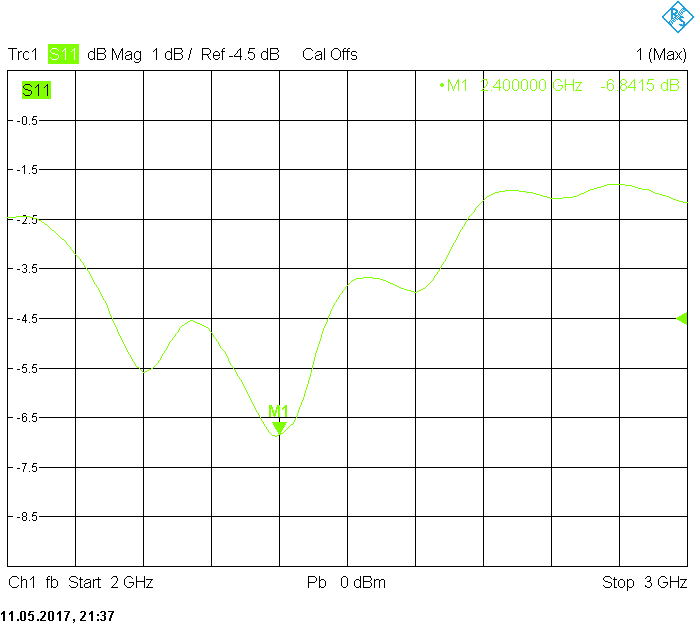 R&S
Trc1 S11 dB Mag 1 dB / Ref -4.5 dB Cal Offs 1 (Max)
S11 •M1 2.400000 GHz -6.8415 dB
-0.5
-1.5
-2.5
-3.5
-4.5
-5.5
M1
-6.5
-7.5
-8.5
Ch1 fb Start 2 GHz Pb 0 dBm Stop 3 GHz
11.05.2017, 21:37